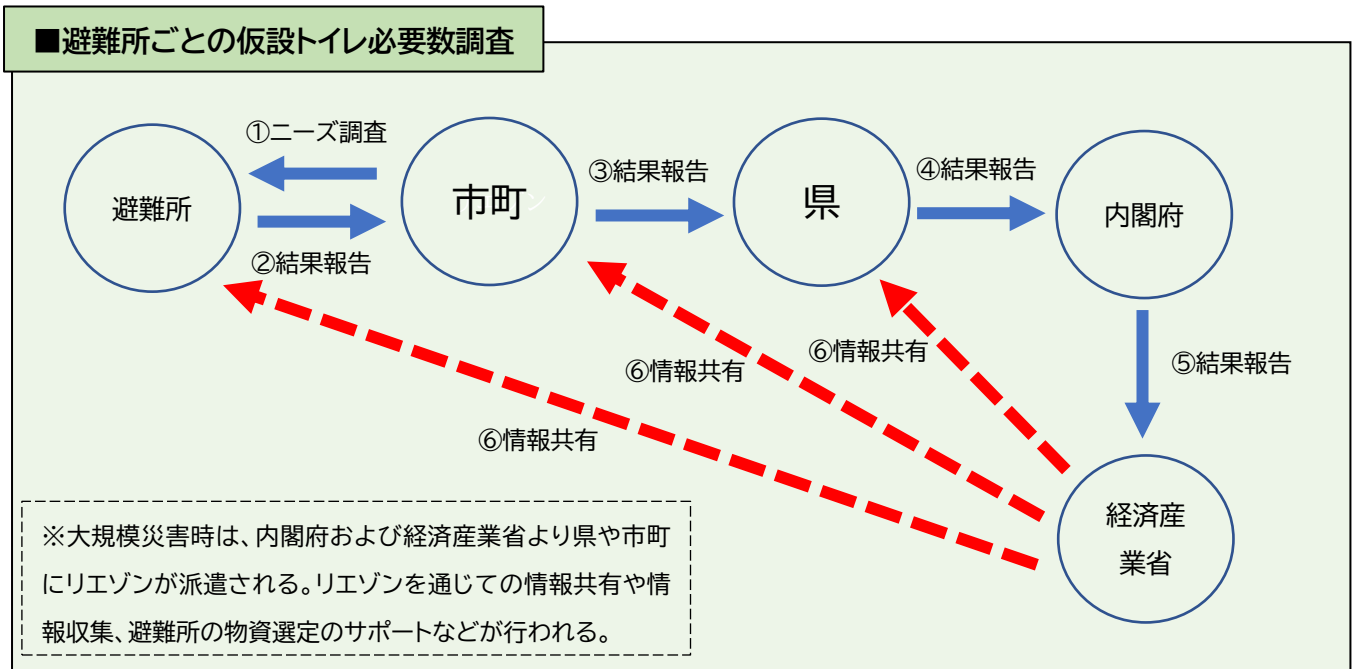 ■避難所ごとの仮設トイレ必要数調査
①ニーズ調査
避難所
②結果報告
市町
③結果報告
県
④結果報告
内閣府
⑤結果報告
経済産
業省
⑥情報共有
⑥情報共有
⑥情報共有
※大規模災害時は、内閣府および経済産業省より県や市町
にリエゾンが派遣される。リエゾンを通じての情報共有や情
報収集、避難所の物資選定のサポートなどが行われる。